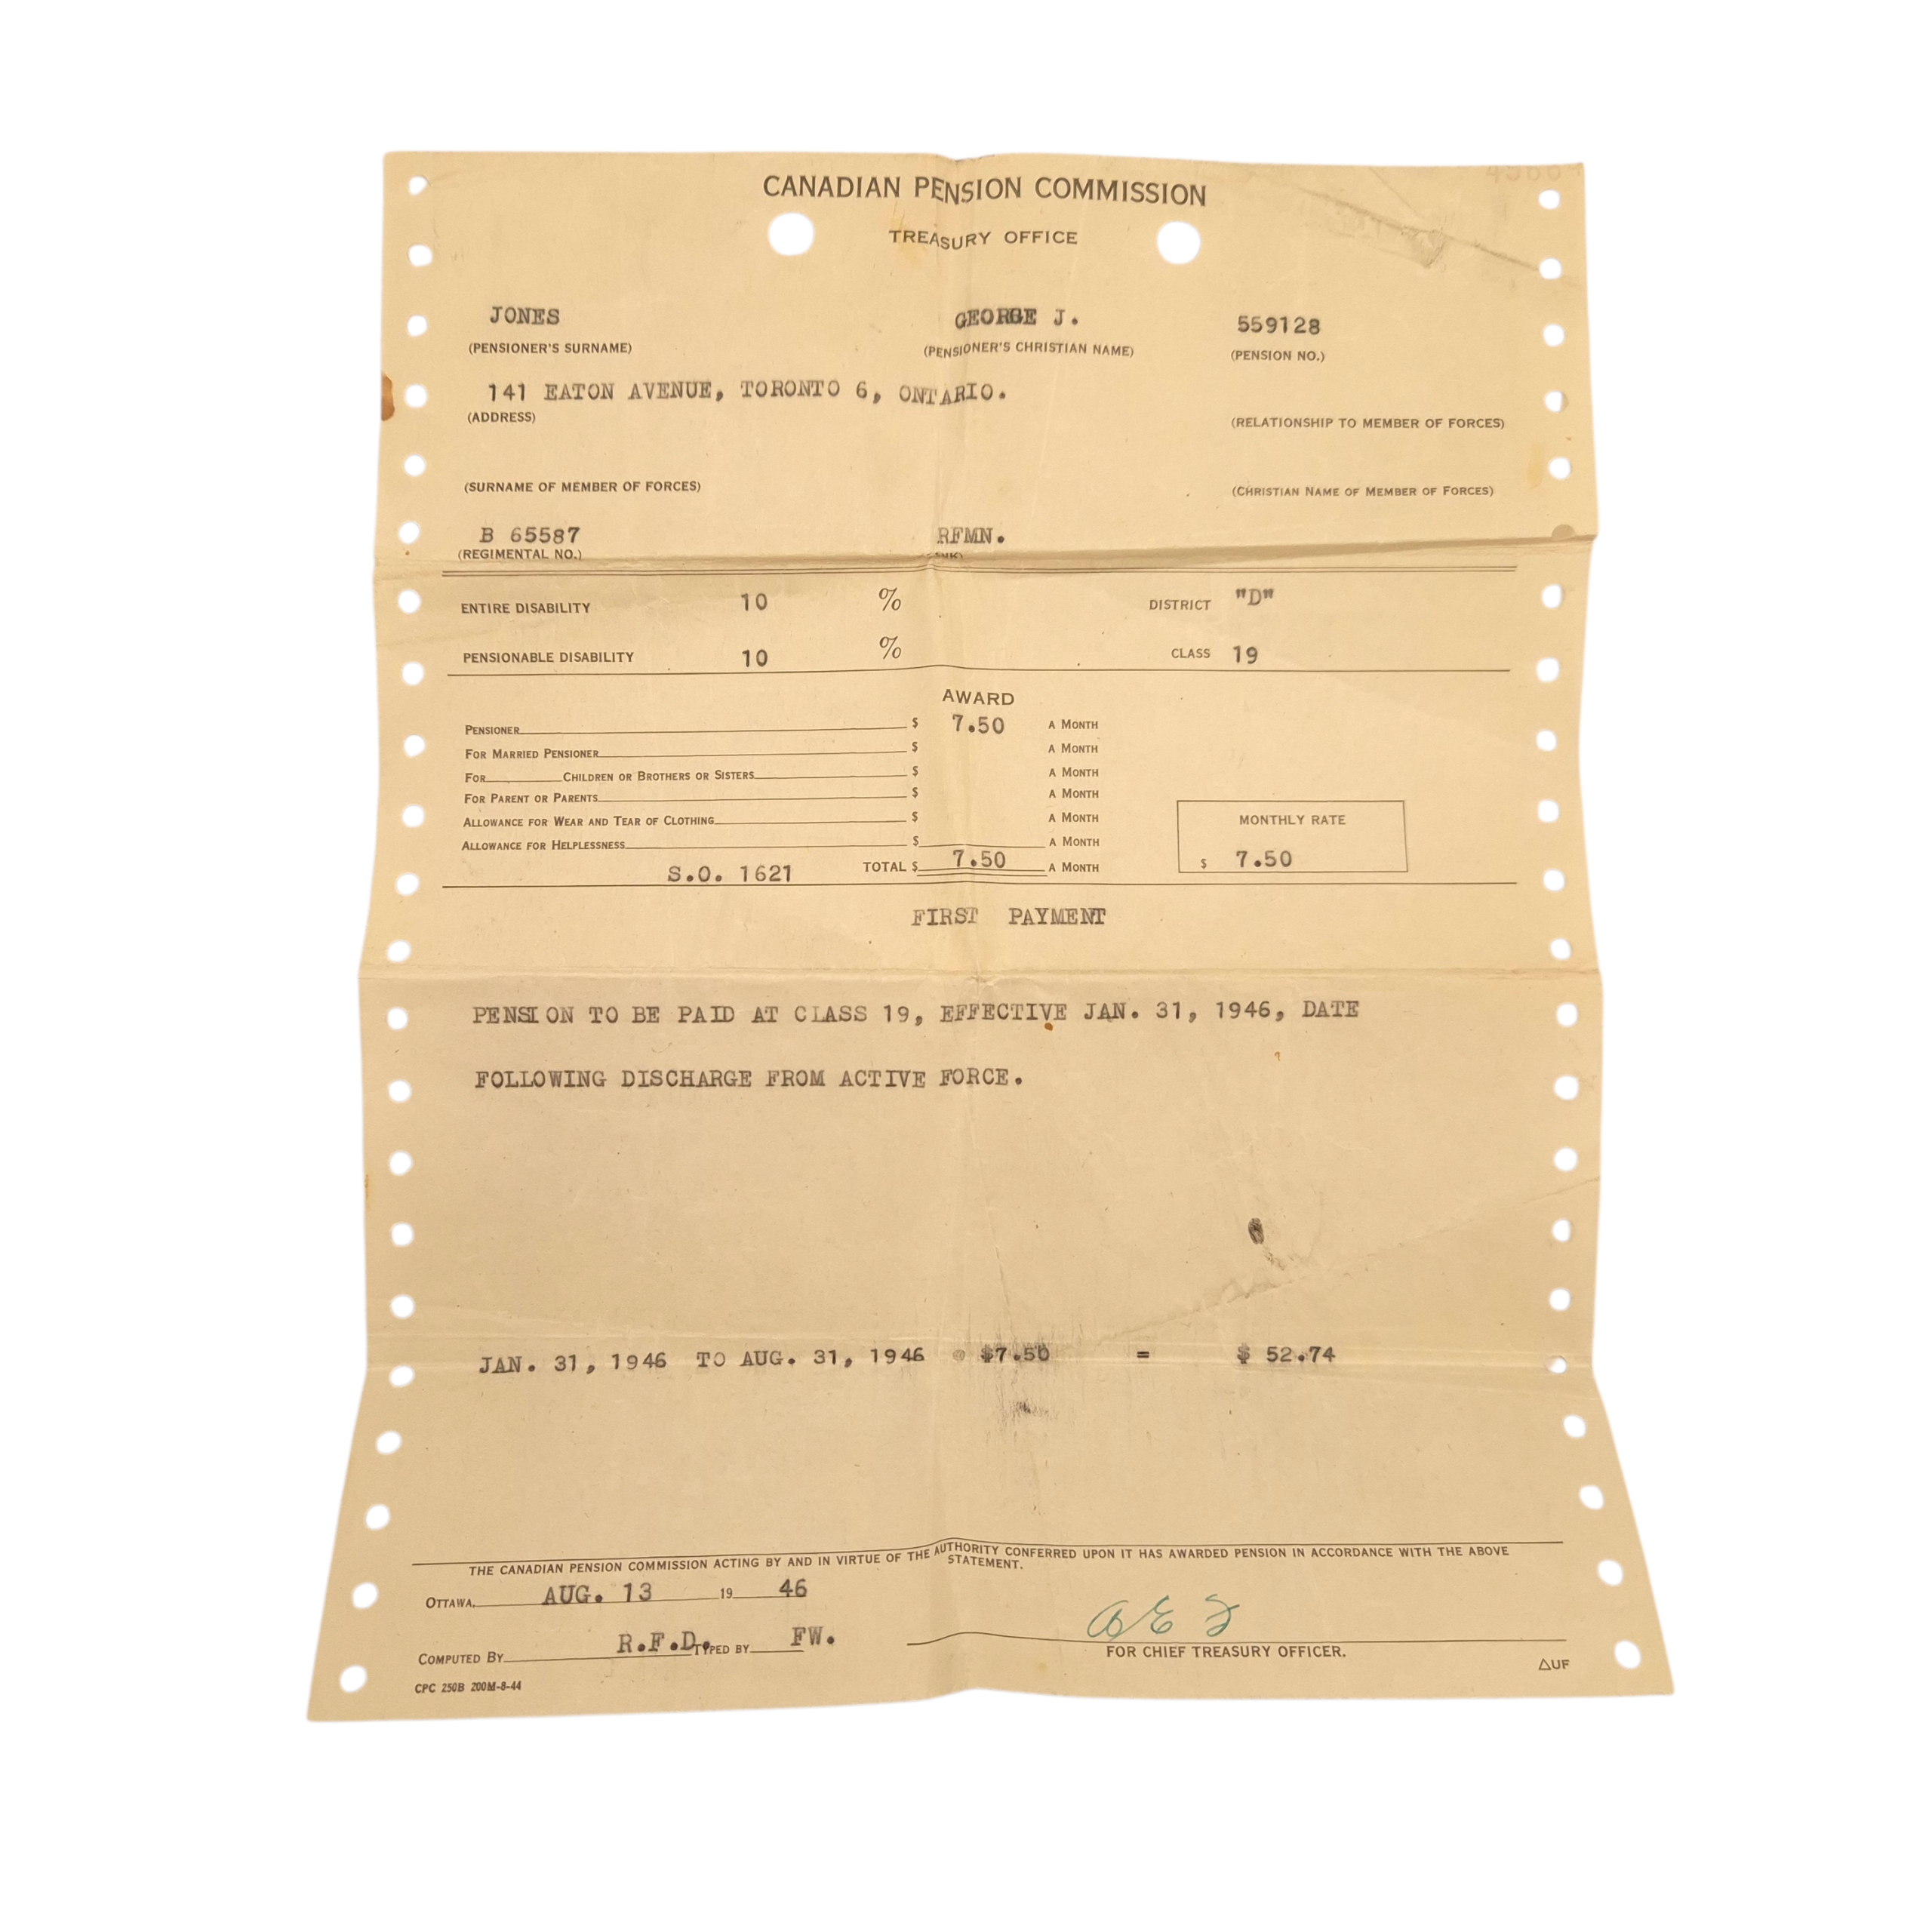 CANADIAN PENSION COMMISSION
TREASURY OFFICE
JONES GEORGE J. 559128
(PENSIONER'S SURNAME) (PENSIONER'S CHRISTIAN NAME) (PENSION NO.)
141 EATON AVENUE, TORONTO 6, ONTARIO.
(ADDRESS) (RELATIONSHIP TO MEMBER OF FORCES)
(SURNAME OF MEMBER OF FORCES) (CHRISTIAN NAME OF MEMBER OF FORCES)
B 65587 RFMN.
(REGIMENTAL NO.)
ENTIRE DISABILITY 10 % DISTRICT "D"
PENSIONABLE DISABILITY 10 % CLASS 19
AWARD
PENSIONER $ 7.50 A MONTH
FOR MARRIED PENSIONER $ A MONTH
FOR CHILDREN OR BROTHERS OR SISTERS $ A MONTH
FOR PARENT OR PARENTS $ A MONTH
ALLOWANCE FOR WEAR AND TEAR OF CLOTHING $ A MONTH
MONTHLY RATE
ALLOWANCE FOR HELPLESSNESS $ A MONTH
S.O. 1621 TOTAL $ 7.50 A MONTH
$ 7.50
FIRST PAYMENT
PENSION TO BE PAID AT CLASS 19, EFFECTIVE JAN. 31, 1946, DATE
FOLLOWING DISCHARGE FROM ACTIVE FORCE.
JAN. 31, 1946 TO AUG. 31, 1946 @ $7.50 = $ 52.74
THE CANADIAN PENSION COMMISSION ACTING BY AND IN VIRTUE OF THE AUTHORITY CONFERRED UPON IT HAS AWARDED PENSION IN ACCORDANCE WITH THE ABOVE
STATEMENT.
OTTAWA, AUG. 13 19 46
COMPUTED BY R.F.D. TYPED BY FW.
FOR CHIEF TREASURY OFFICER.
CPC 250B 200M-8-44
ΔUF